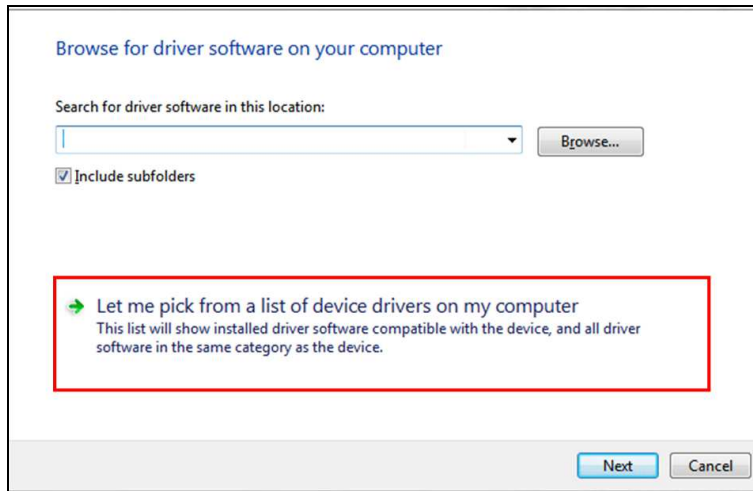 Browse for driver software on your computer
Search for driver software in this location:
Browse...
Include subfolders
Let me pick from a list of device drivers on my computer
This list will show installed driver software compatible with the device, and all driver
software in the same category as the device.
Next Cancel